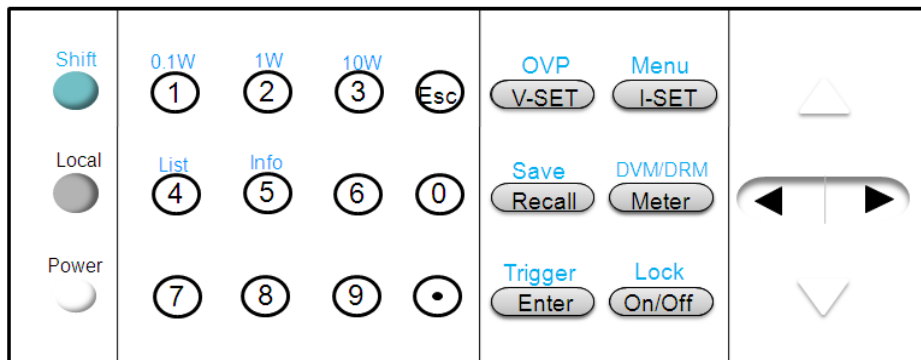 Shift
0.1W 1W 10W
OVP Menu
1 2 3 Esc
V-SET I-SET
Local
List Info
Save DVM/DRM
4 5 6 0
Recall Meter
Power
Trigger Lock
7 8 9 •
Enter On/Off